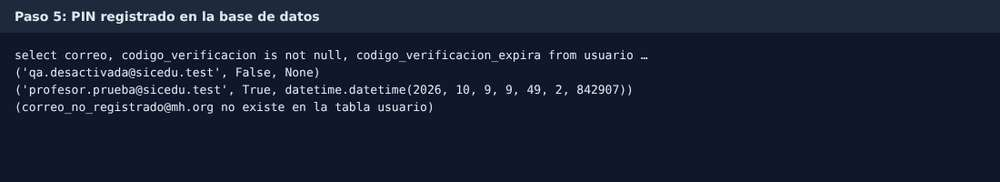 Paso 5: PIN registrado en la base de datos
select correo, codigo_verificacion is not null, codigo_verificacion_expira from usuario …
('qa.desactivada@sicedu.test', False, None)
('profesor.prueba@sicedu.test', True, datetime.datetime(2026, 10, 9, 9, 49, 2, 842907))
(correo_no_registrado@mh.org no existe en la tabla usuario)